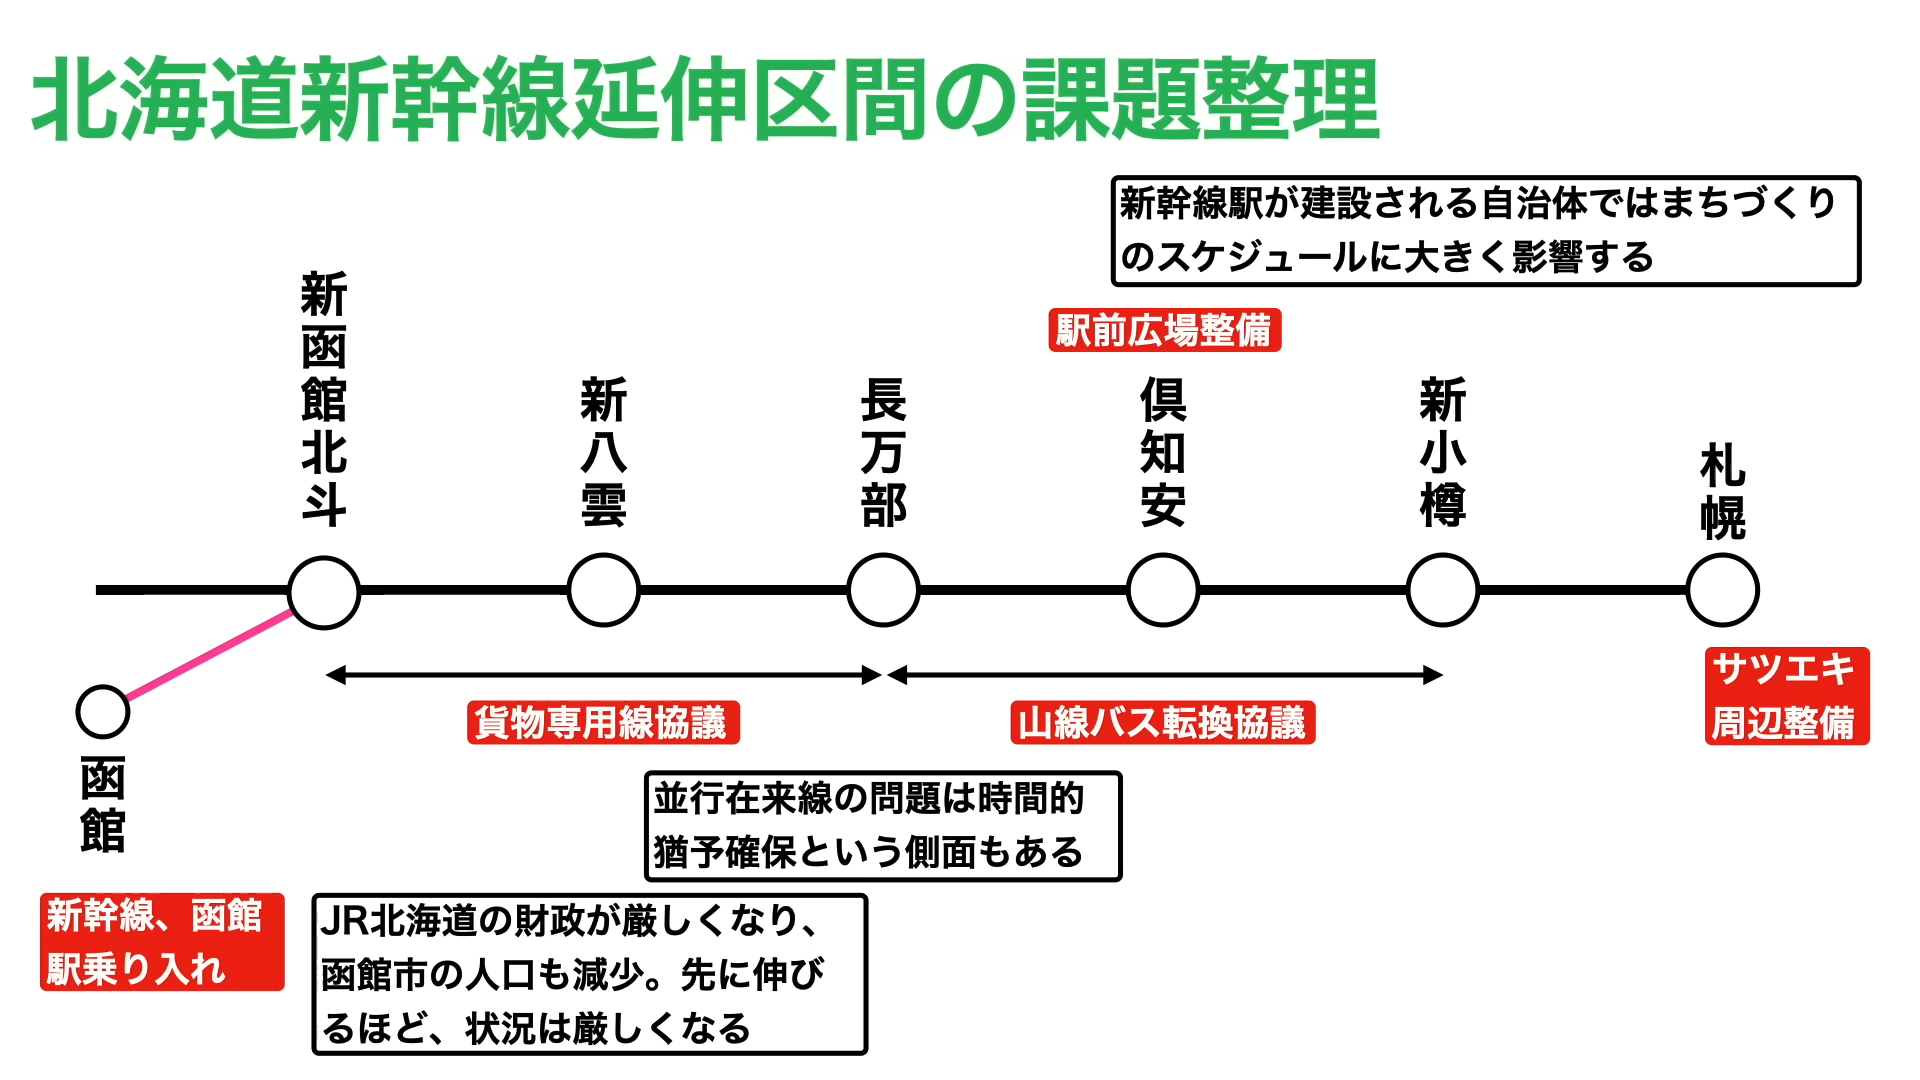 北海道新幹線延伸区間の課題整理
新幹線駅が建設される自治体ではまちづくり
のスケジュールに大きく影響する
駅前広場整備
新函館北斗
新八雲
長万部
倶知安
新小樽
札幌
サツエキ
周辺整備
貨物専用線協議
山線バス転換協議
函館
並行在来線の問題は時間的
猶予確保という側面もある
新幹線、函館
駅乗り入れ
JR北海道の財政が厳しくなり、
函館市の人口も減少。先に伸び
るほど、状況は厳しくなる